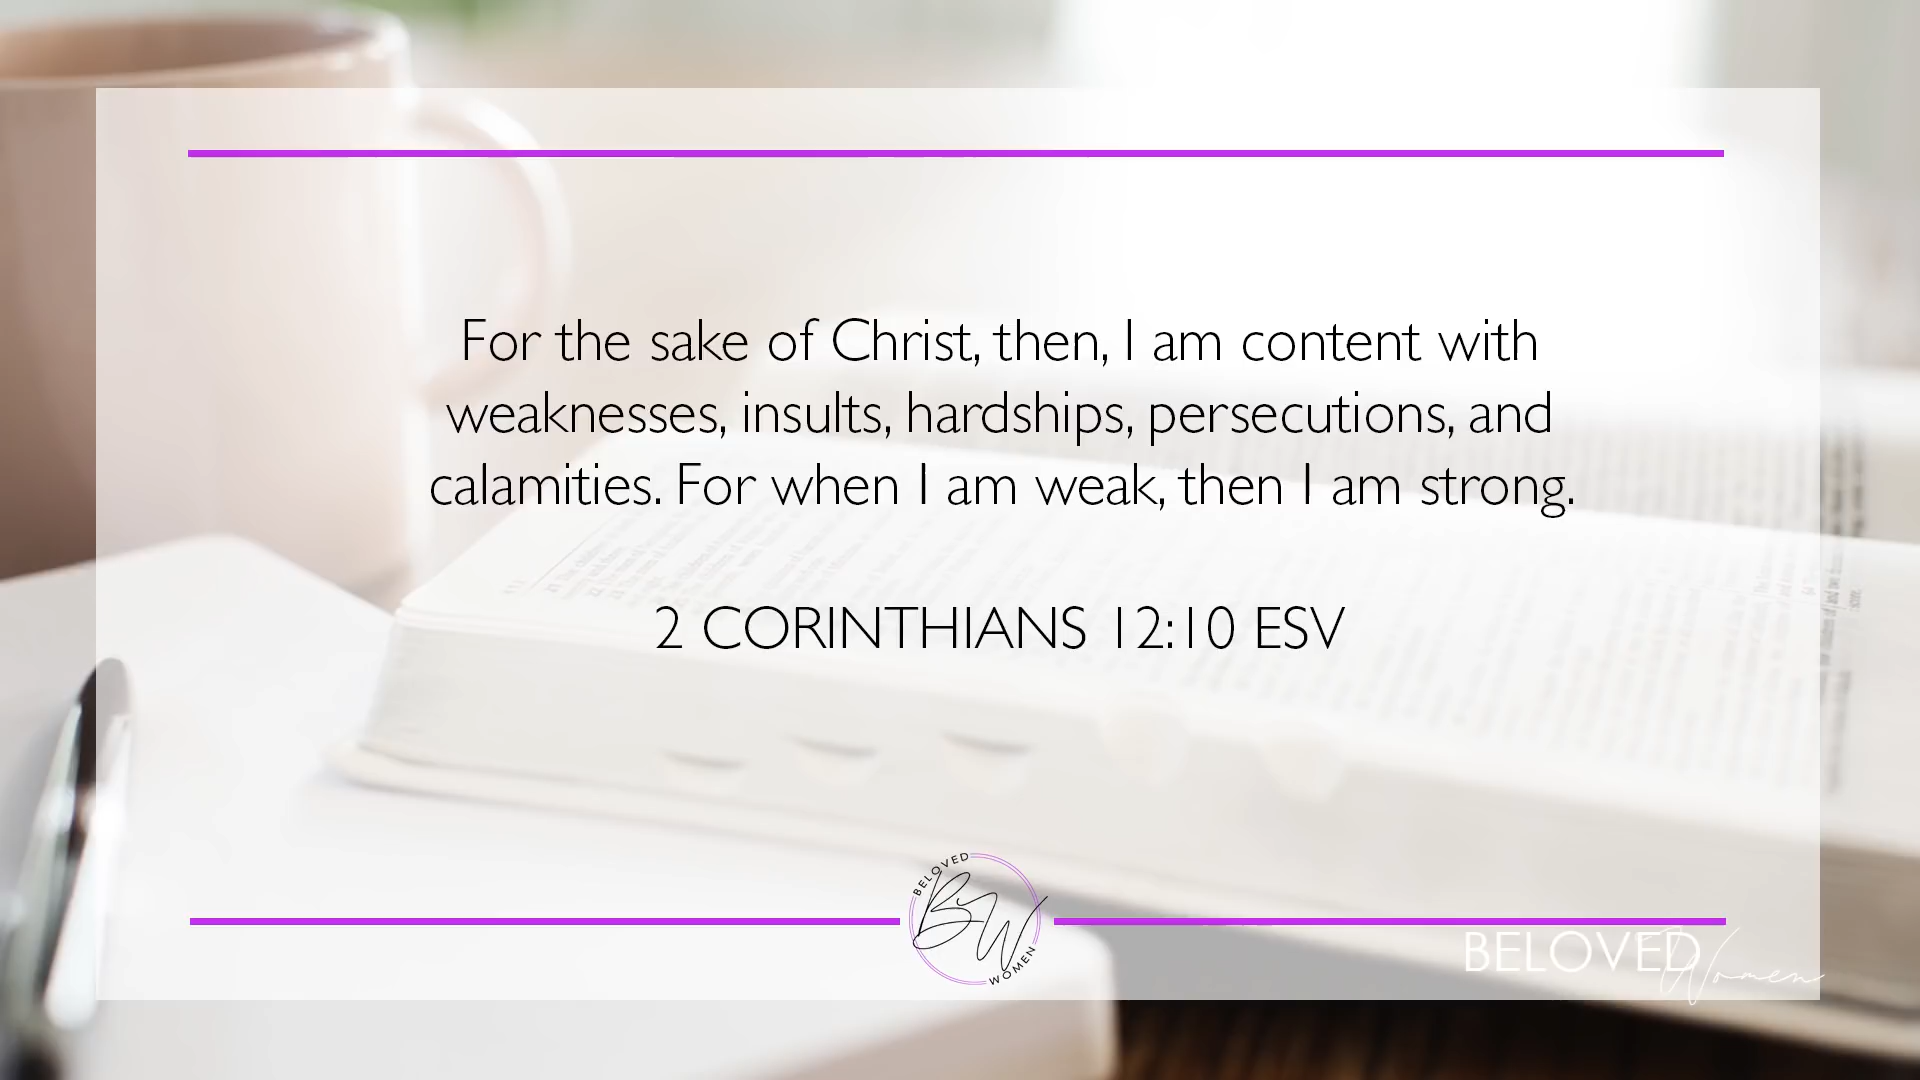 For the sake of Christ, then, I am content with
weaknesses, insults, hardships, persecutions, and
calamities. For when I am weak, then I am strong.
2 CORINTHIANS 12:10 ESV
BELOVED
BW
WOMEN
BELOVED Women